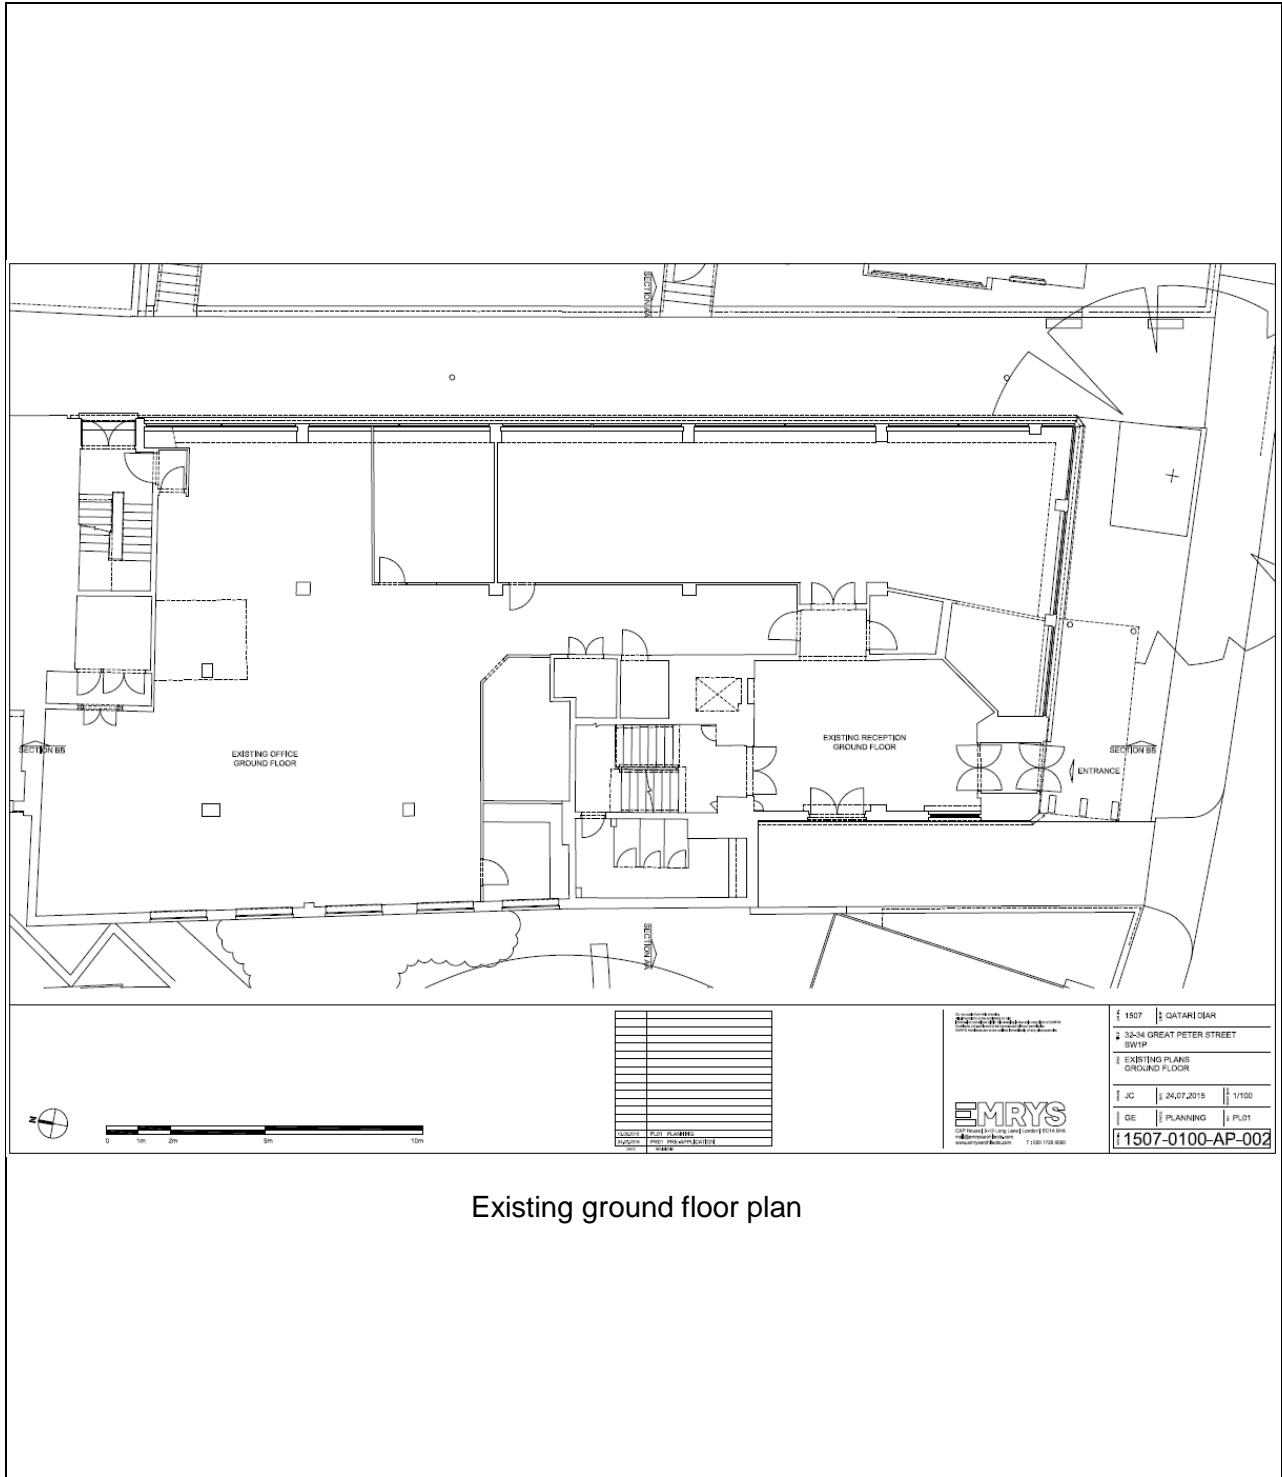 SECTION AA
EXISTING OFFICE
GROUND FLOOR
EXISTING RECEPTION
GROUND FLOOR
SECTION BB
SECTION BB
ENTRANCE
SECTION AA
N
0 1m 2m 5m 10m
PL01 PLANNING
PR01 PRE-APPLICATION
EMRYS
1507 QATARI DIAR
32-34 GREAT PETER STREET
SW1P
EXISTING PLANS
GROUND FLOOR
JC 24.07.2015 1/100
GE PLANNING PL01
1507-0100-AP-002
Existing ground floor plan